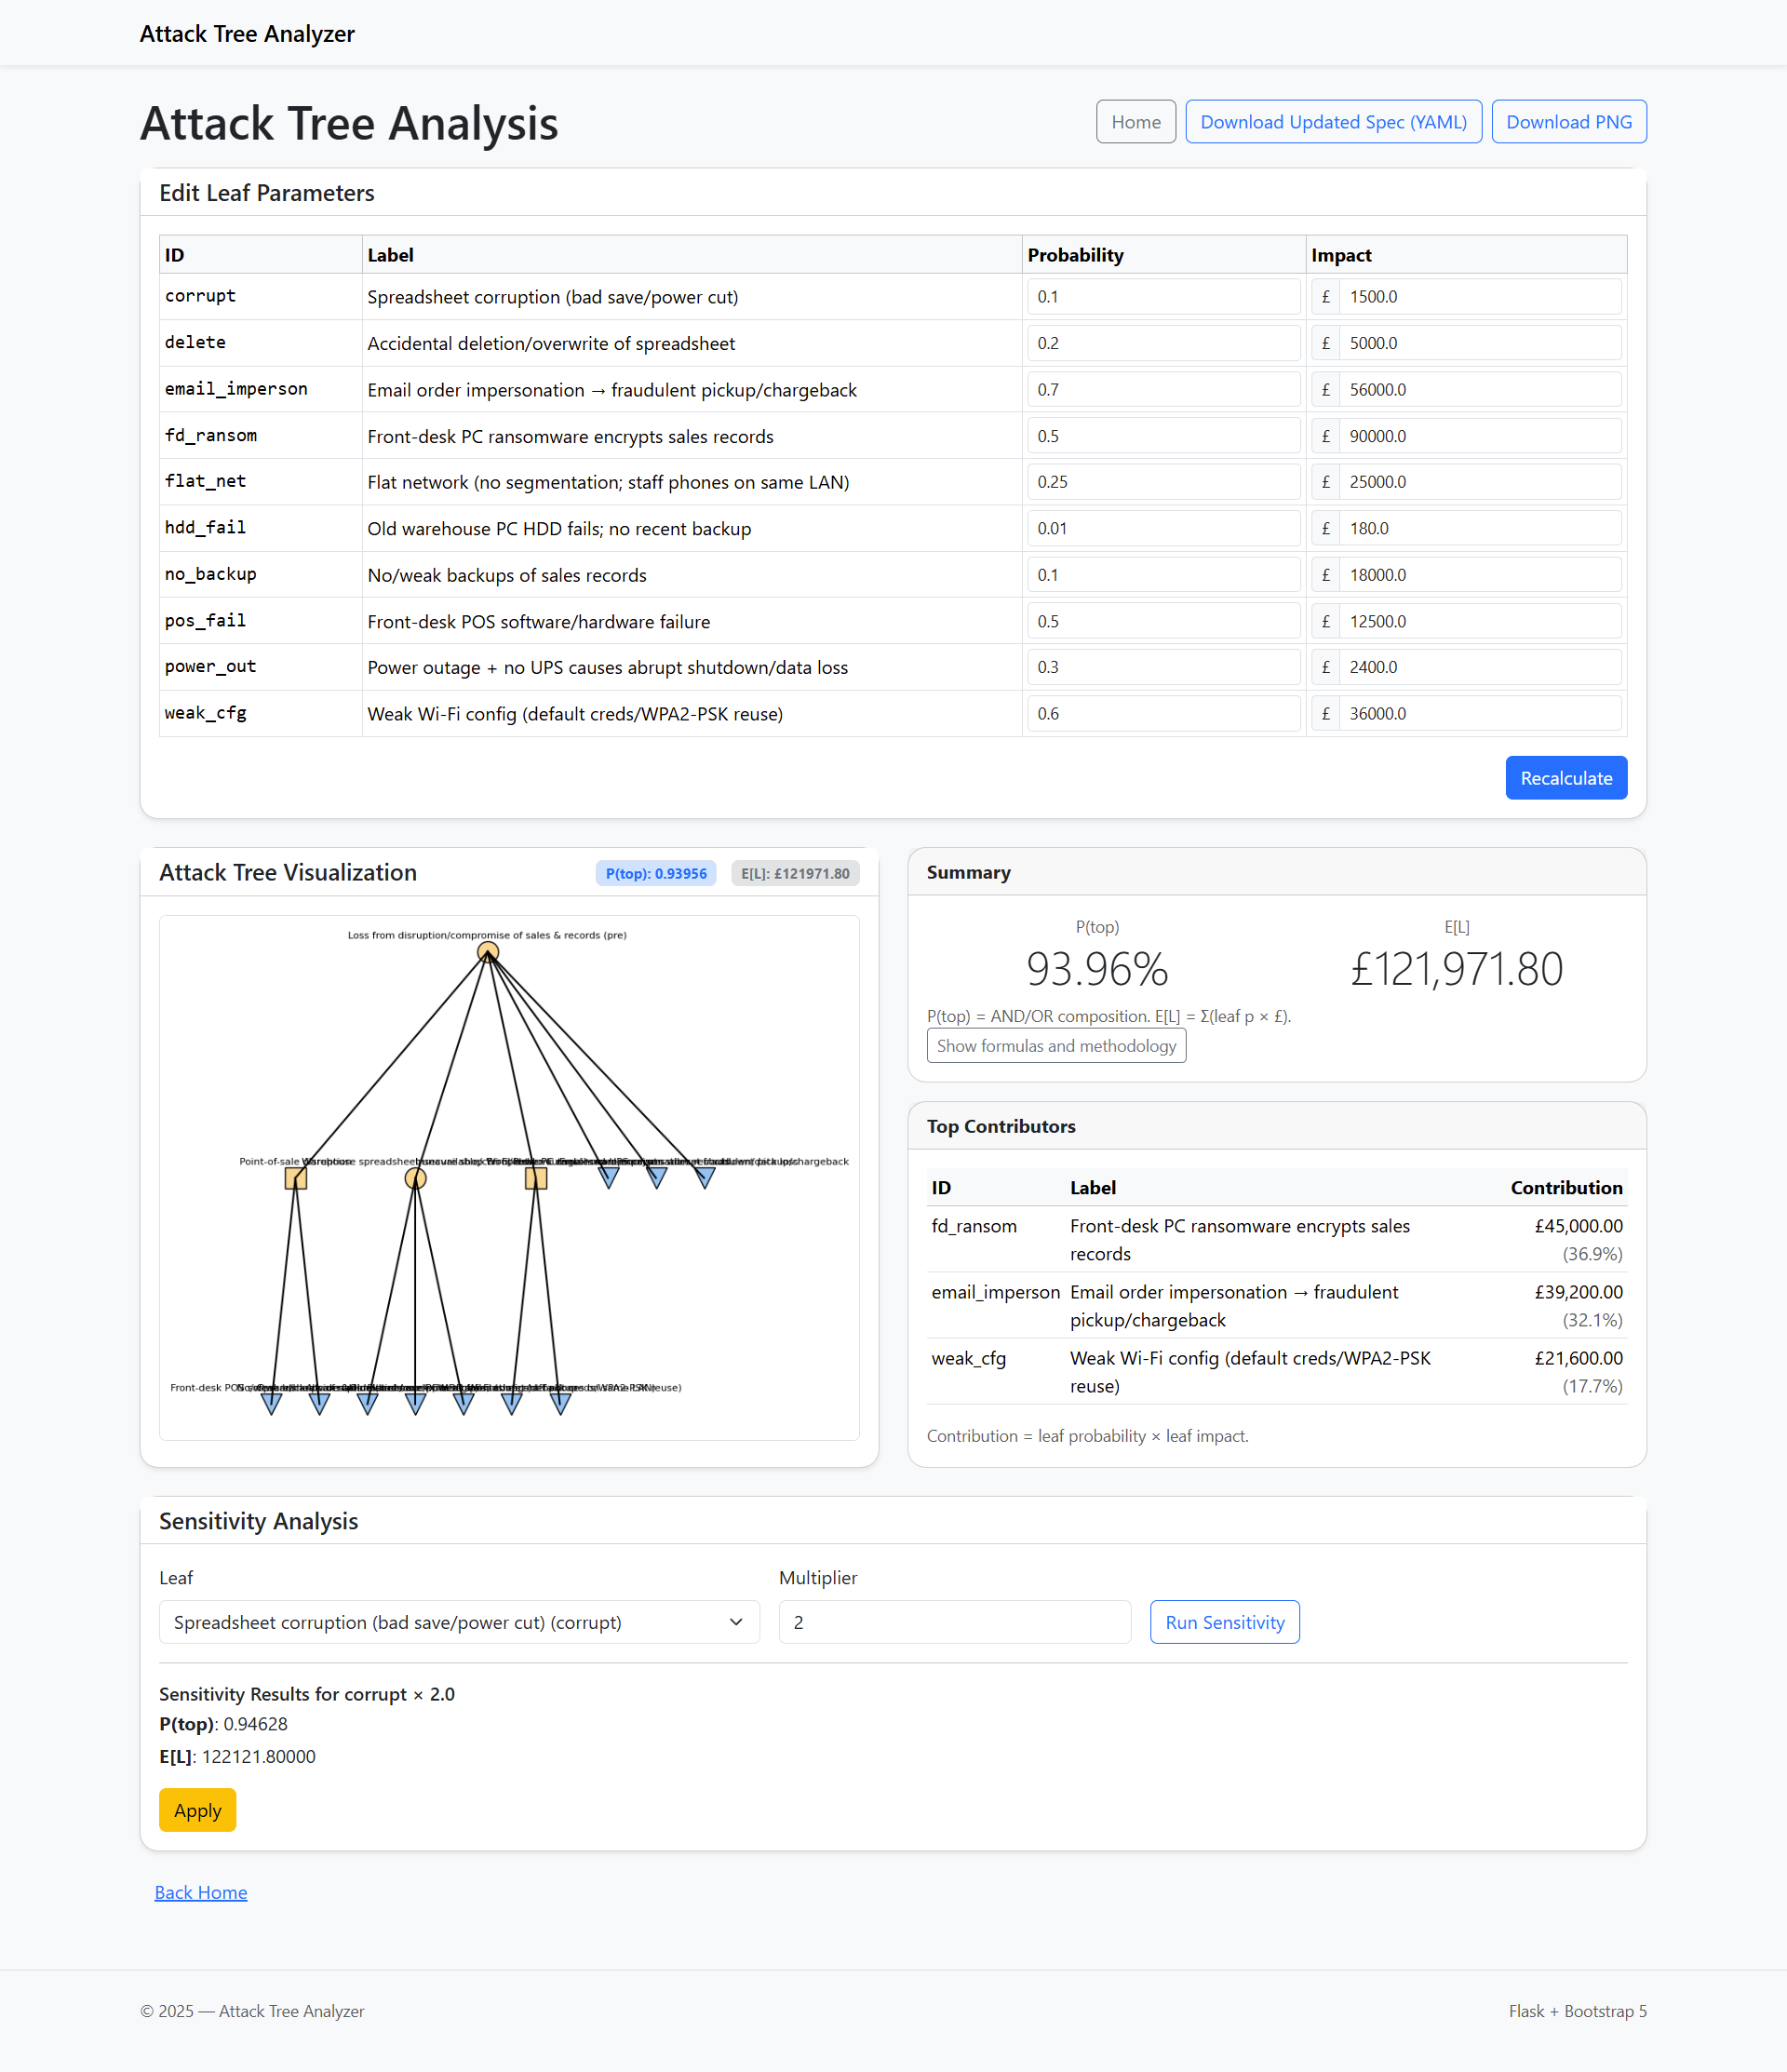 Attack Tree Analyzer
Attack Tree Analysis
Home
Download Updated Spec (YAML)
Download PNG
Edit Leaf Parameters
ID Label Probability Impact
corrupt Spreadsheet corruption (bad save/power cut) 0.1 £ 1500.0
delete Accidental deletion/overwrite of spreadsheet 0.2 £ 5000.0
email_imperson Email order impersonation → fraudulent pickup/chargeback 0.7 £ 56000.0
fd_ransom Front-desk PC ransomware encrypts sales records 0.5 £ 90000.0
flat_net Flat network (no segmentation; staff phones on same LAN) 0.25 £ 25000.0
hdd_fail Old warehouse PC HDD fails; no recent backup 0.01 £ 180.0
no_backup No/weak backups of sales records 0.1 £ 18000.0
pos_fail Front-desk POS software/hardware failure 0.5 £ 12500.0
power_out Power outage + no UPS causes abrupt shutdown/data loss 0.3 £ 2400.0
weak_cfg Weak Wi-Fi config (default creds/WPA2-PSK reuse) 0.6 £ 36000.0
Recalculate
Attack Tree Visualization
P(top): 0.93956
E[L]: £121971.80
Loss from disruption/compromise of sales & records (pre)
Point-of-sale
spreadsheet
chargeback
Front-desk
Summary
P(top) E[L]
93.96% £121,971.80
P(top) = AND/OR composition. E[L] = Σ(leaf p × £).
Show formulas and methodology
Top Contributors
ID Label Contribution
fd_ransom Front-desk PC ransomware encrypts sales £45,000.00
records (36.9%)
email_imperson Email order impersonation → fraudulent £39,200.00
pickup/chargeback (32.1%)
weak_cfg Weak Wi-Fi config (default creds/WPA2-PSK £21,600.00
reuse) (17.7%)
Contribution = leaf probability × leaf impact.
Sensitivity Analysis
Leaf Multiplier
Spreadsheet corruption (bad save/power cut) (corrupt) 2 Run Sensitivity
Sensitivity Results for corrupt × 2.0
P(top): 0.94628
E[L]: 122121.80000
Apply
Back Home
© 2025 — Attack Tree Analyzer
Flask + Bootstrap 5